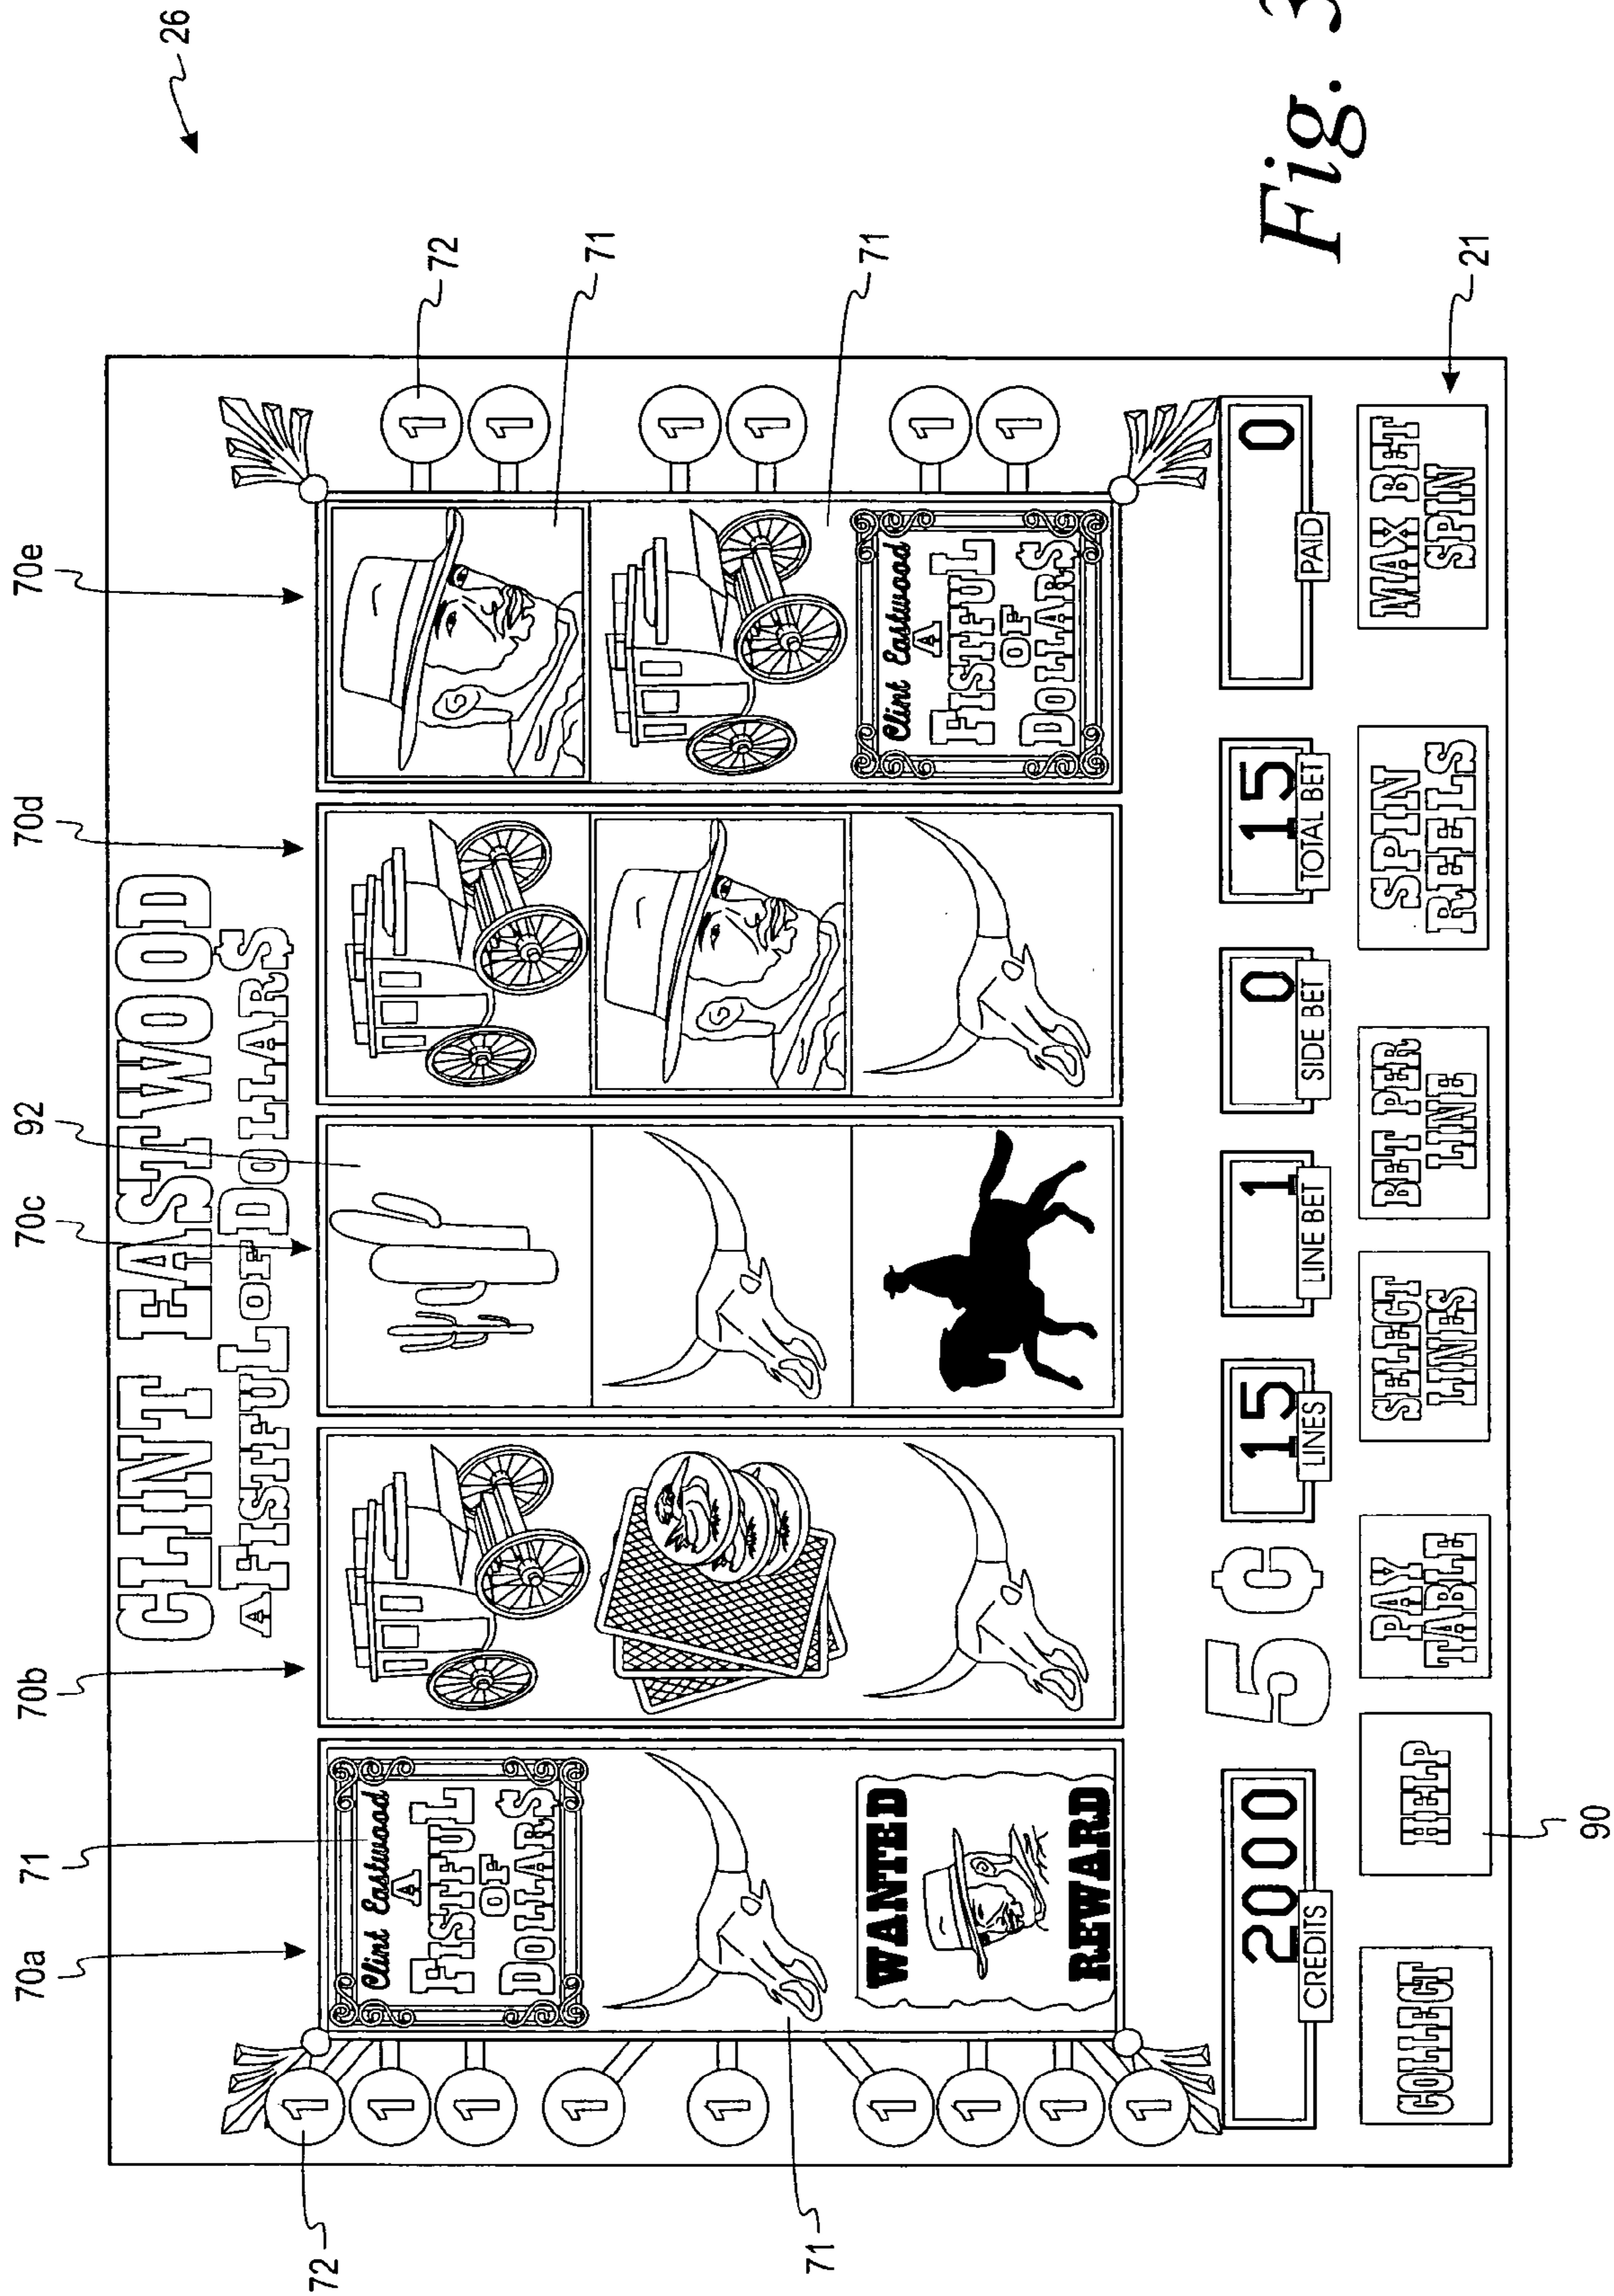 26
70a
71
70b
70c
92
70d
70e
CLINT EASTWOOD
A FISTFUL OF DOLLARS
72
1
1
1
1
1
1
1
1
1
72
1
1
1
1
1
1
71
71
71
Clint Eastwood
A
FISTFUL
OF
DOLLARS
WANTED
REWARD
Clint Eastwood
A
FISTFUL
OF
DOLLARS
2000
CREDITS
5¢
15
LINES
1
LINE BET
0
SIDE BET
15
TOTAL BET
0
PAID
COLLECT
HELP
PAY
TABLE
SELECT
LINES
BET PER
LINE
SPIN
REELS
MAX BET
SPIN
21
90
Fig. 3